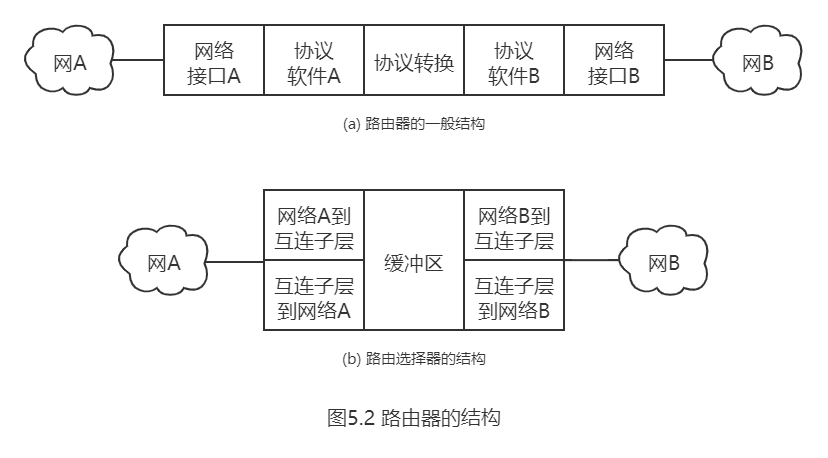 网A
网络
接口A
协议
软件A
协议转换
协议
软件B
网络
接口B
网B
(a) 路由器的一般结构
网A
网络A到
互连子层
互连子层
到网络A
缓冲区
网络B到
互连子层
互连子层
到网络B
网B
(b) 路由选择器的结构
图5.2 路由器的结构